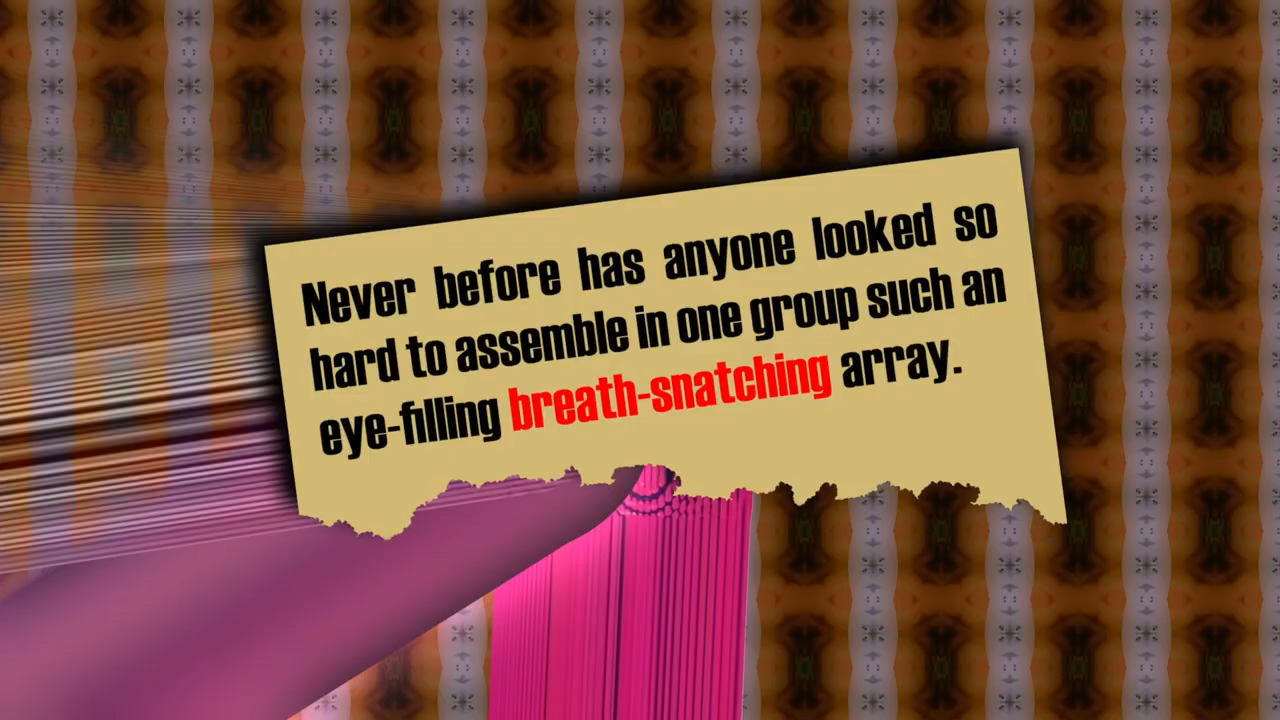 Never before has anyone looked so
hard to assemble in one group such an
eye-filling breath-snatching array.